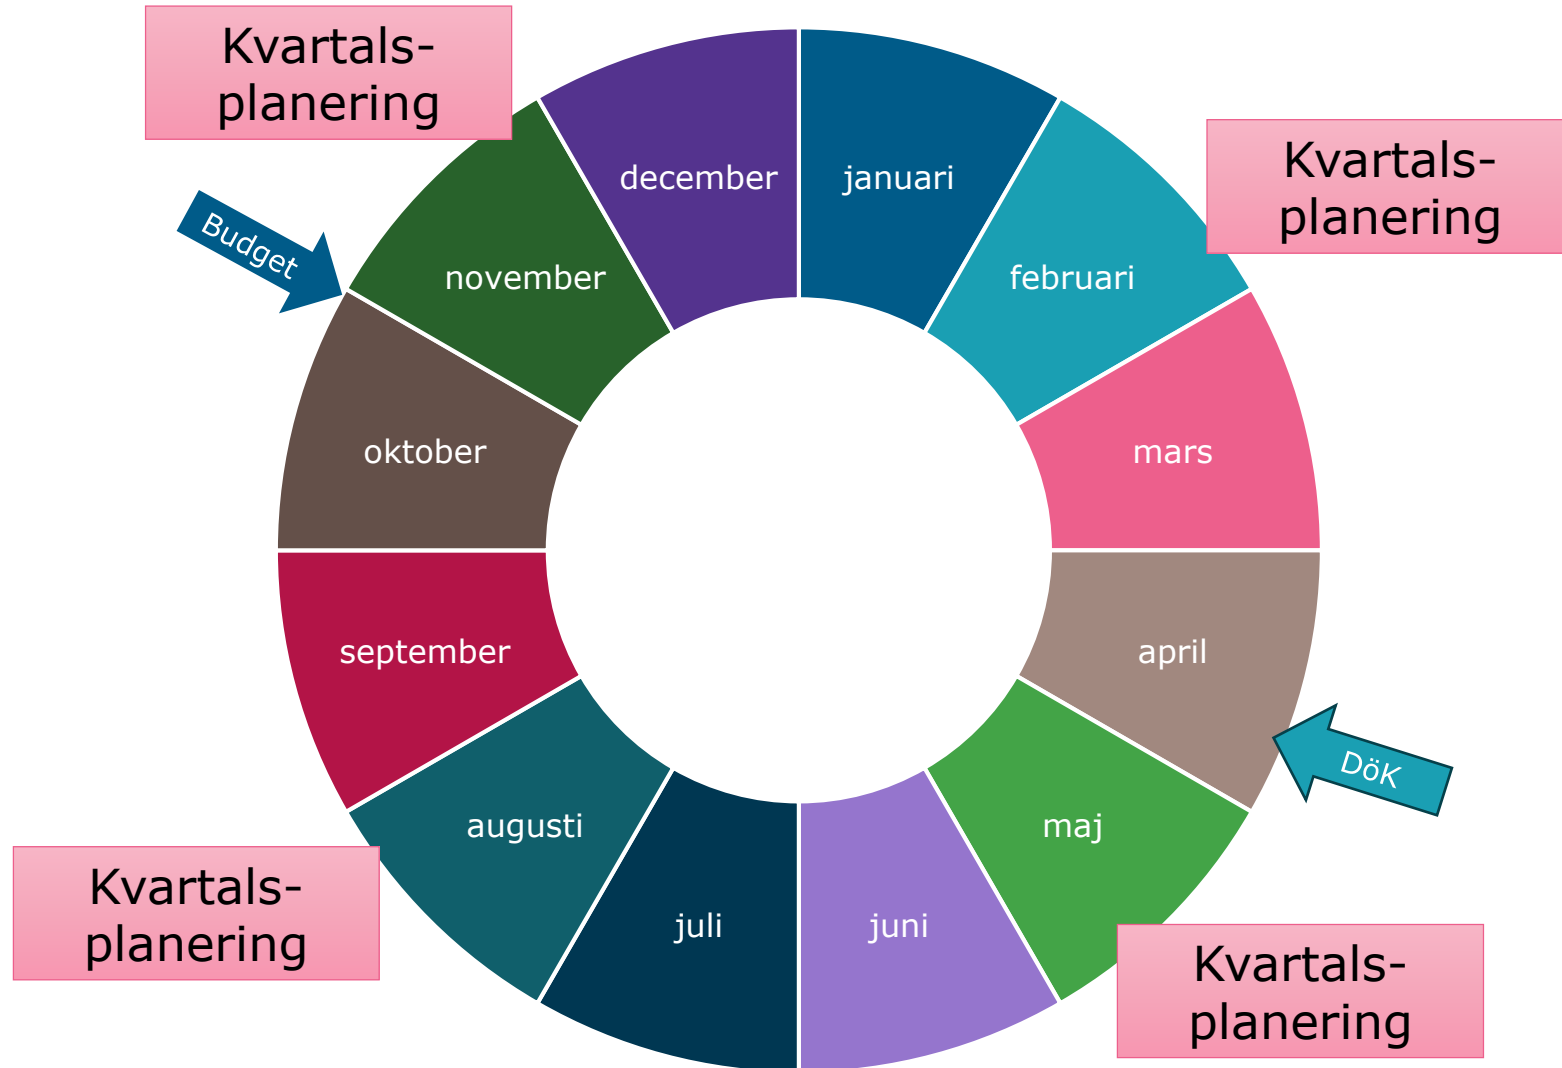 Kvartals-
planering
december
januari
Kvartals-
planering
Budget
november
februari
oktober
mars
september
april
DöK
augusti
maj
Kvartals-
planering
juli
juni
Kvartals-
planering